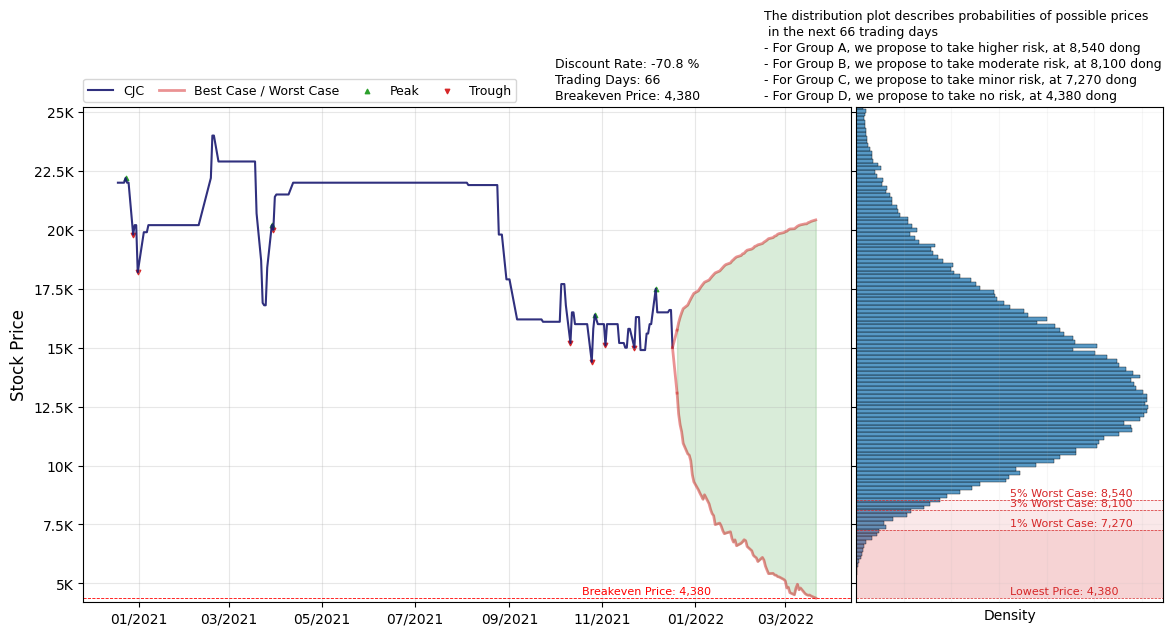 The distribution plot describes probabilities of possible prices
in the next 66 trading days
- For Group A, we propose to take higher risk, at 8,540 dong
- For Group B, we propose to take moderate risk, at 8,100 dong
- For Group C, we propose to take minor risk, at 7,270 dong
- For Group D, we propose to take no risk, at 4,380 dong
Discount Rate: -70.8 %
Trading Days: 66
Breakeven Price: 4,380
CJC Best Case / Worst Case Peak Trough
Stock Price
25K
22.5K
20K
17.5K
15K
12.5K
10K
7.5K
5K
Breakeven Price: 4,380
01/2021 03/2021 05/2021 07/2021 09/2021 11/2021 01/2022 03/2022
5% Worst Case: 8,540
3% Worst Case: 8,100
1% Worst Case: 7,270
Lowest Price: 4,380
Density